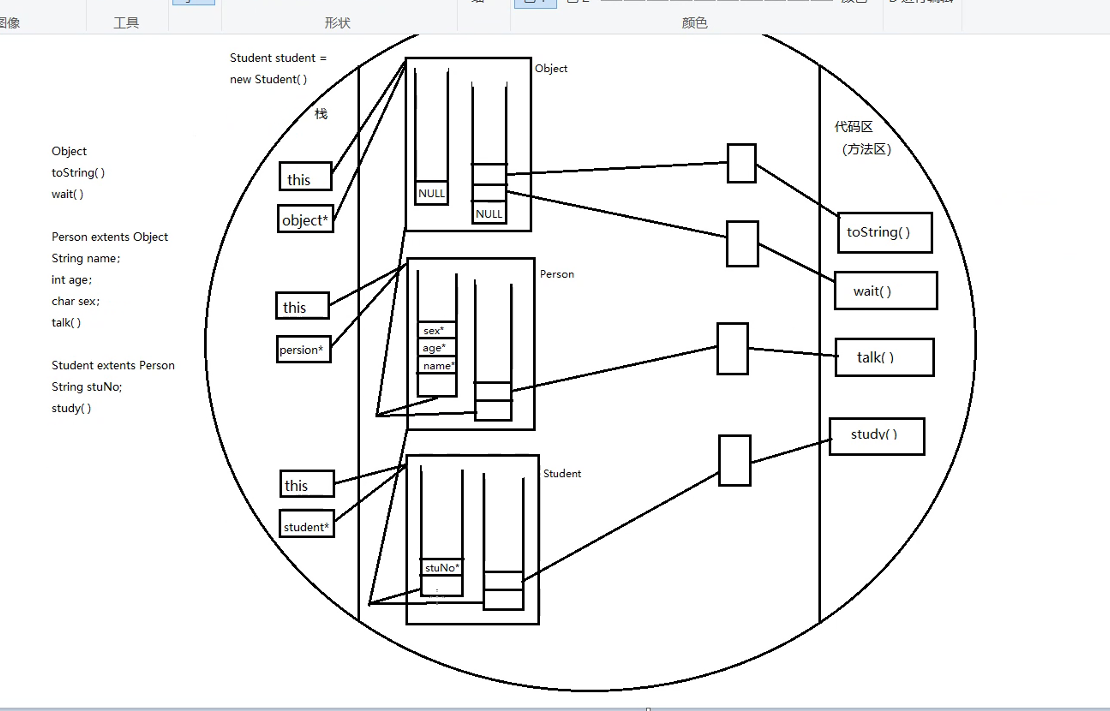 工具
形状
颜色
Student student =
new Student( )
栈
Object
toString( )
wait( )
Person extents Object
String name;
int age;
char sex;
talk( )
Student extents Person
String stuNo;
study( )
this
object*
this
persion*
this
student*
Object
NULL
NULL
Person
sex*
age*
name*
Student
stuNo*
代码区
（方法区）
toString( )
wait( )
talk( )
study( )